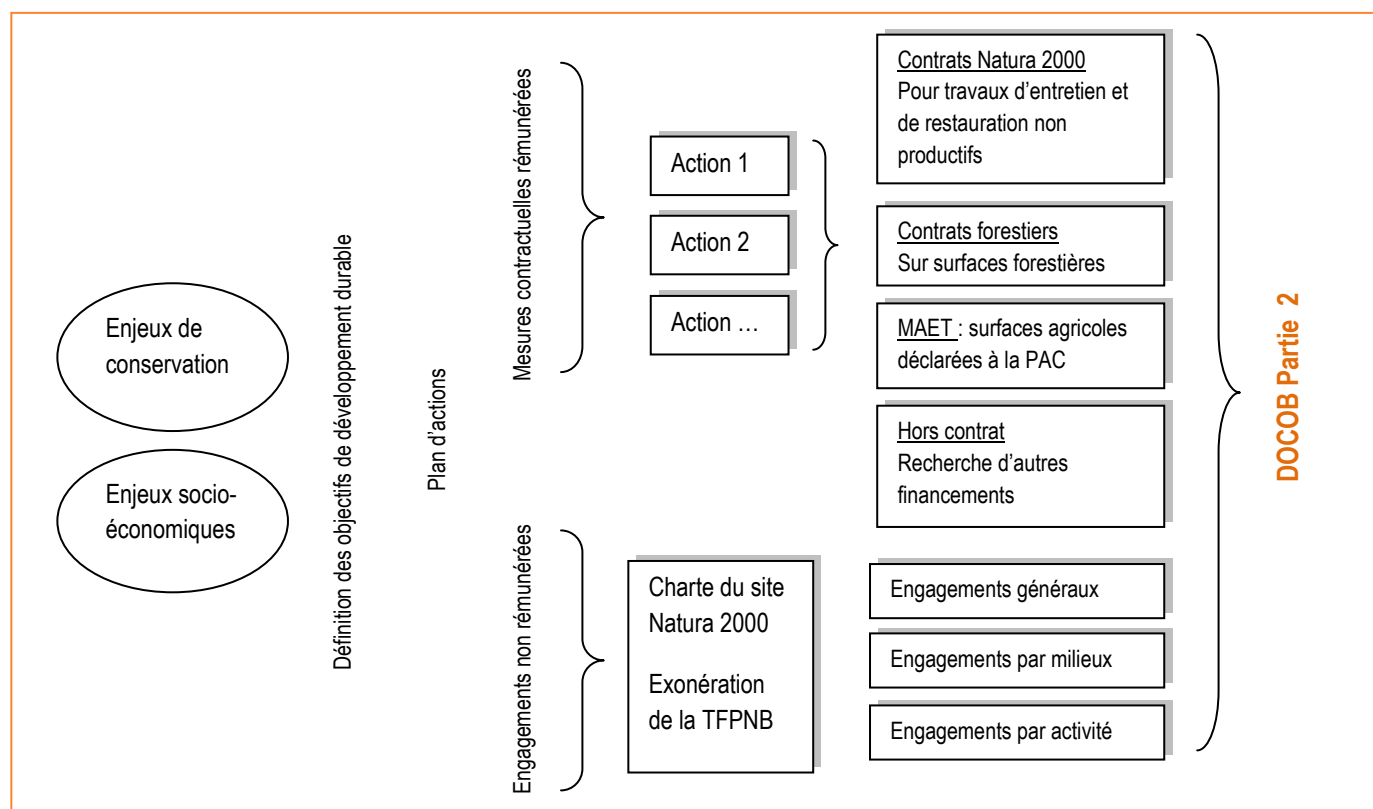 Enjeux de
conservation
Enjeux socio-
économiques
Définition des objectifs de développement durable
Plan d'actions
Mesures contractuelles rémunérées
Action 1
Action 2
Action …
Contrats Natura 2000
Pour travaux d'entretien et
de restauration non
productifs
Contrats forestiers
Sur surfaces forestières
MAET : surfaces agricoles
déclarées à la PAC
Hors contrat
Recherche d'autres
financements
Engagements non rémunérées
Charte du site
Natura 2000
Exonération
de la TFPNB
Engagements généraux
Engagements par milieux
Engagements par activité
DOCOB Partie 2